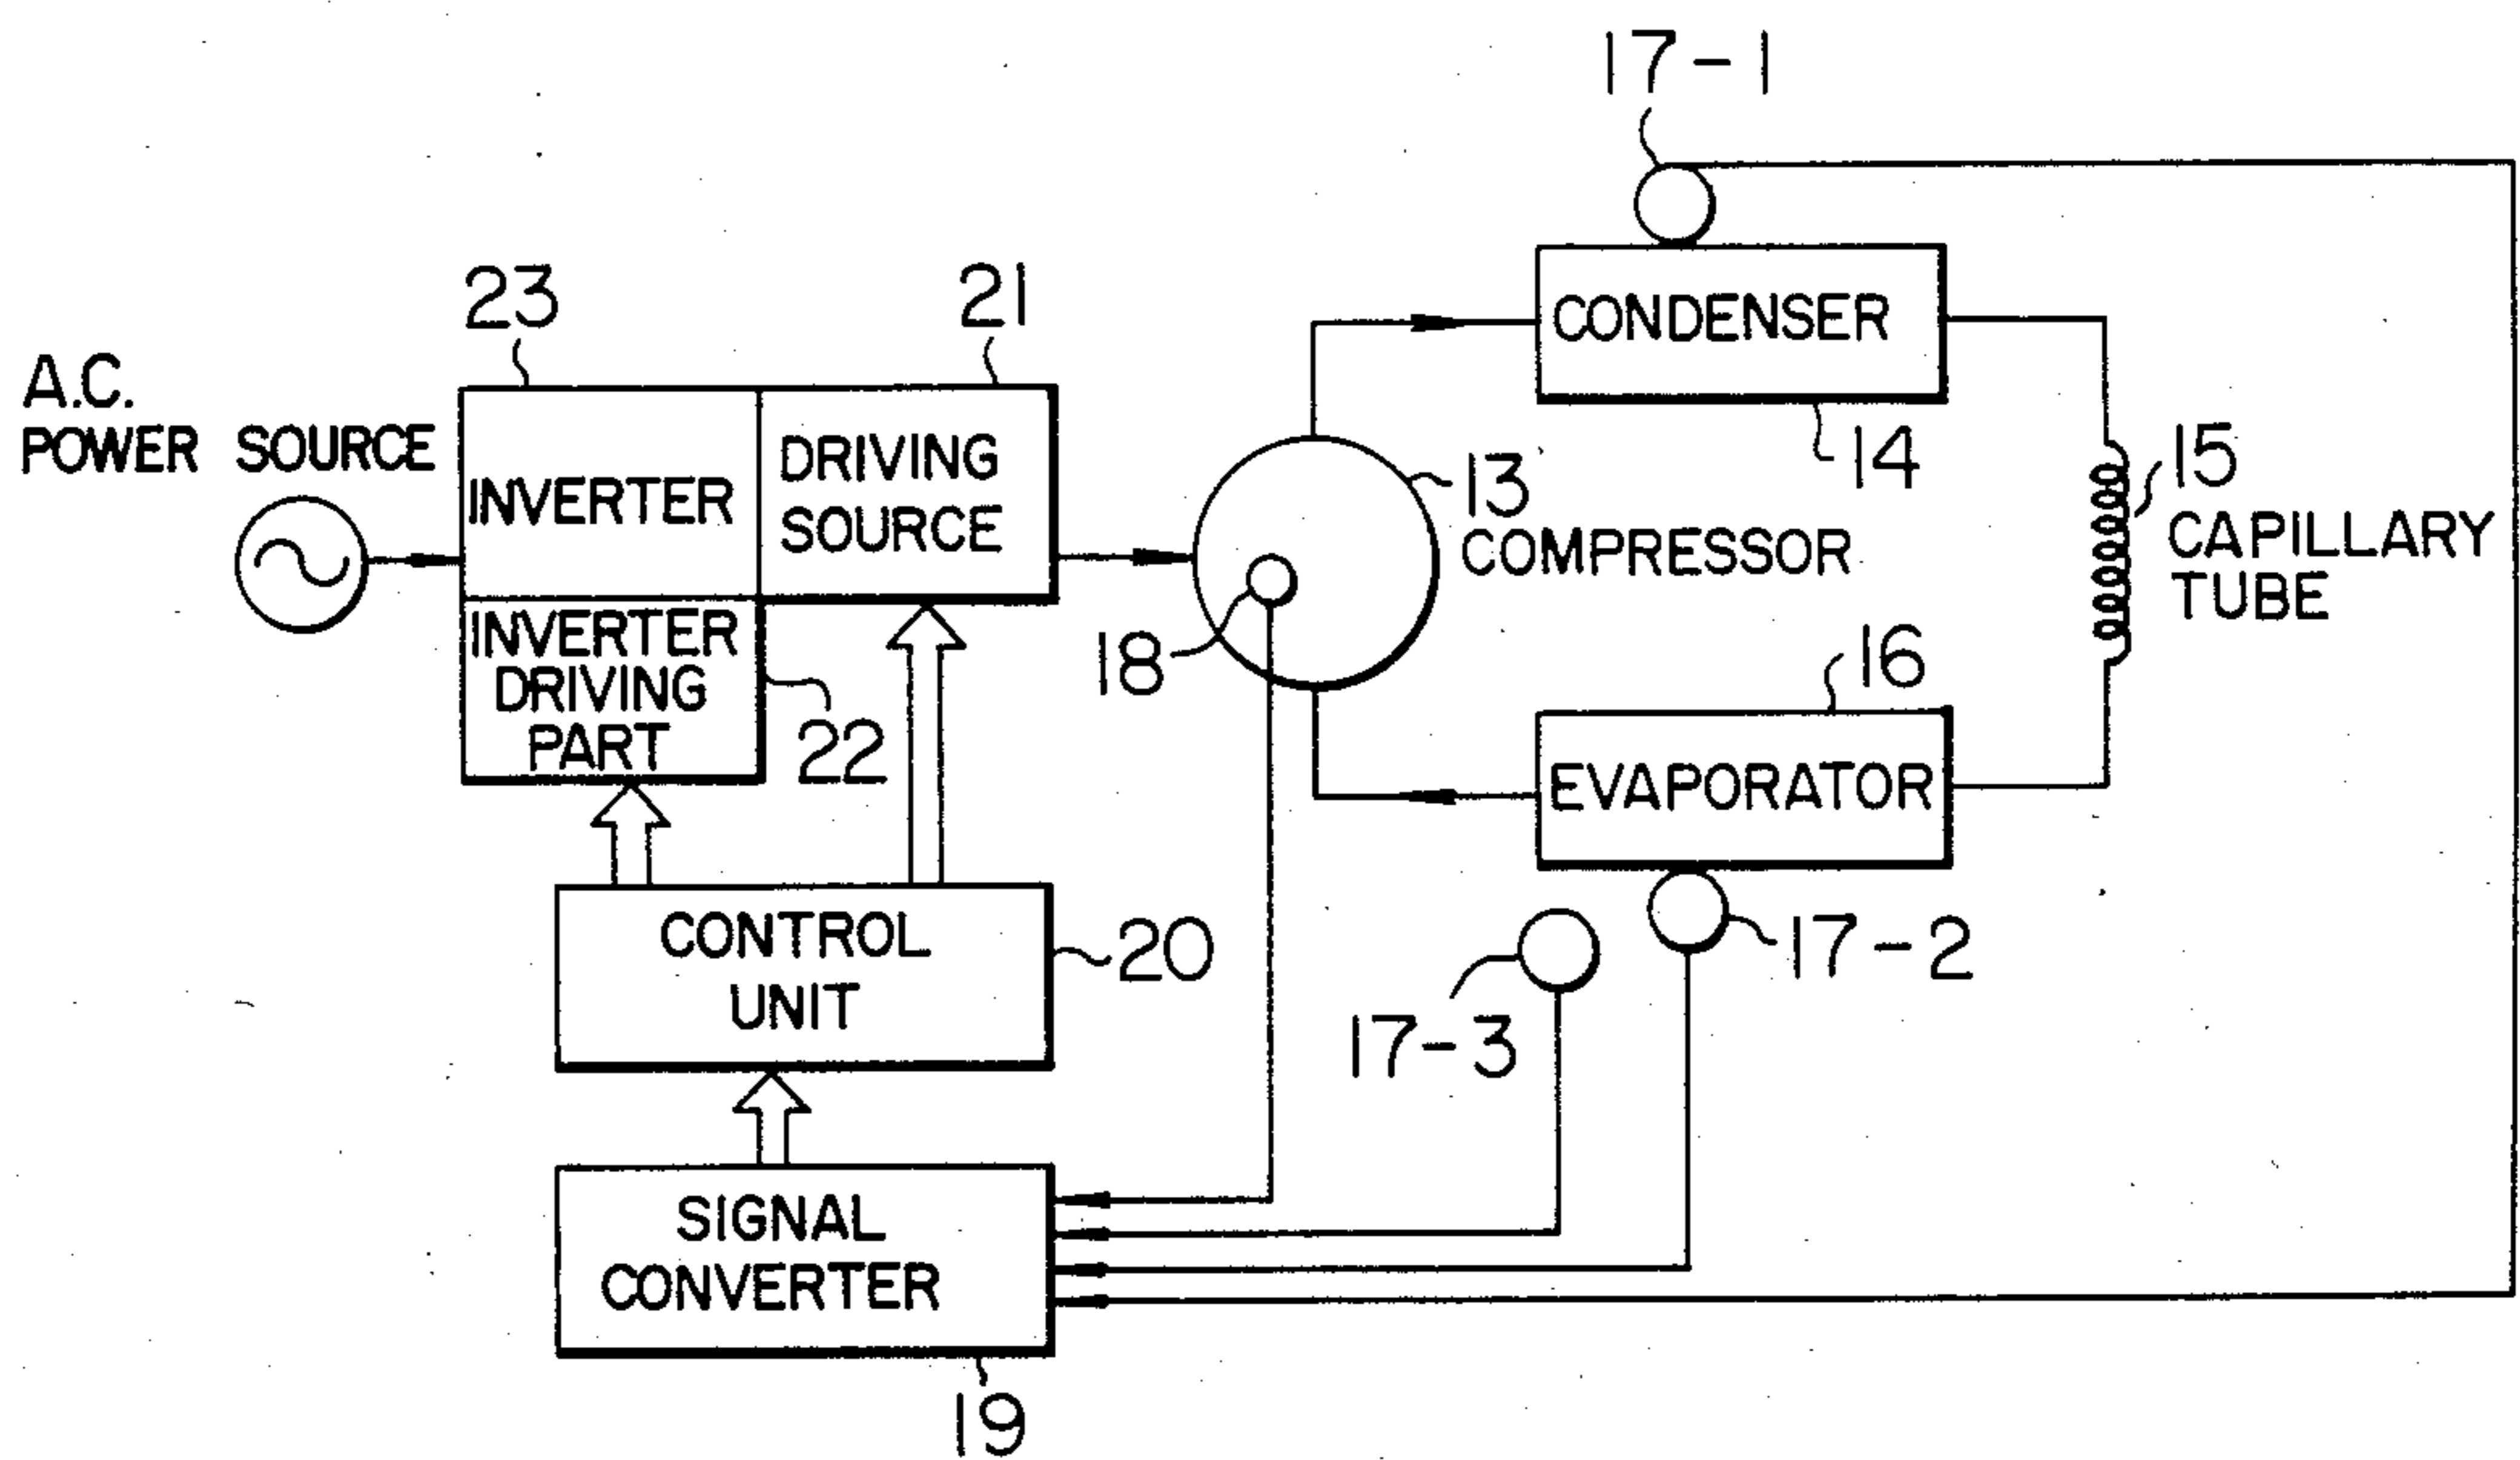 17-1
23
21
A.C.
POWER SOURCE
INVERTER
DRIVING
SOURCE
CONDENSER
14
13
COMPRESSOR
15
CAPILLARY
TUBE
INVERTER
DRIVING
PART
22
18
16
EVAPORATOR
CONTROL
UNIT
20
17-2
17-3
SIGNAL
CONVERTER
19